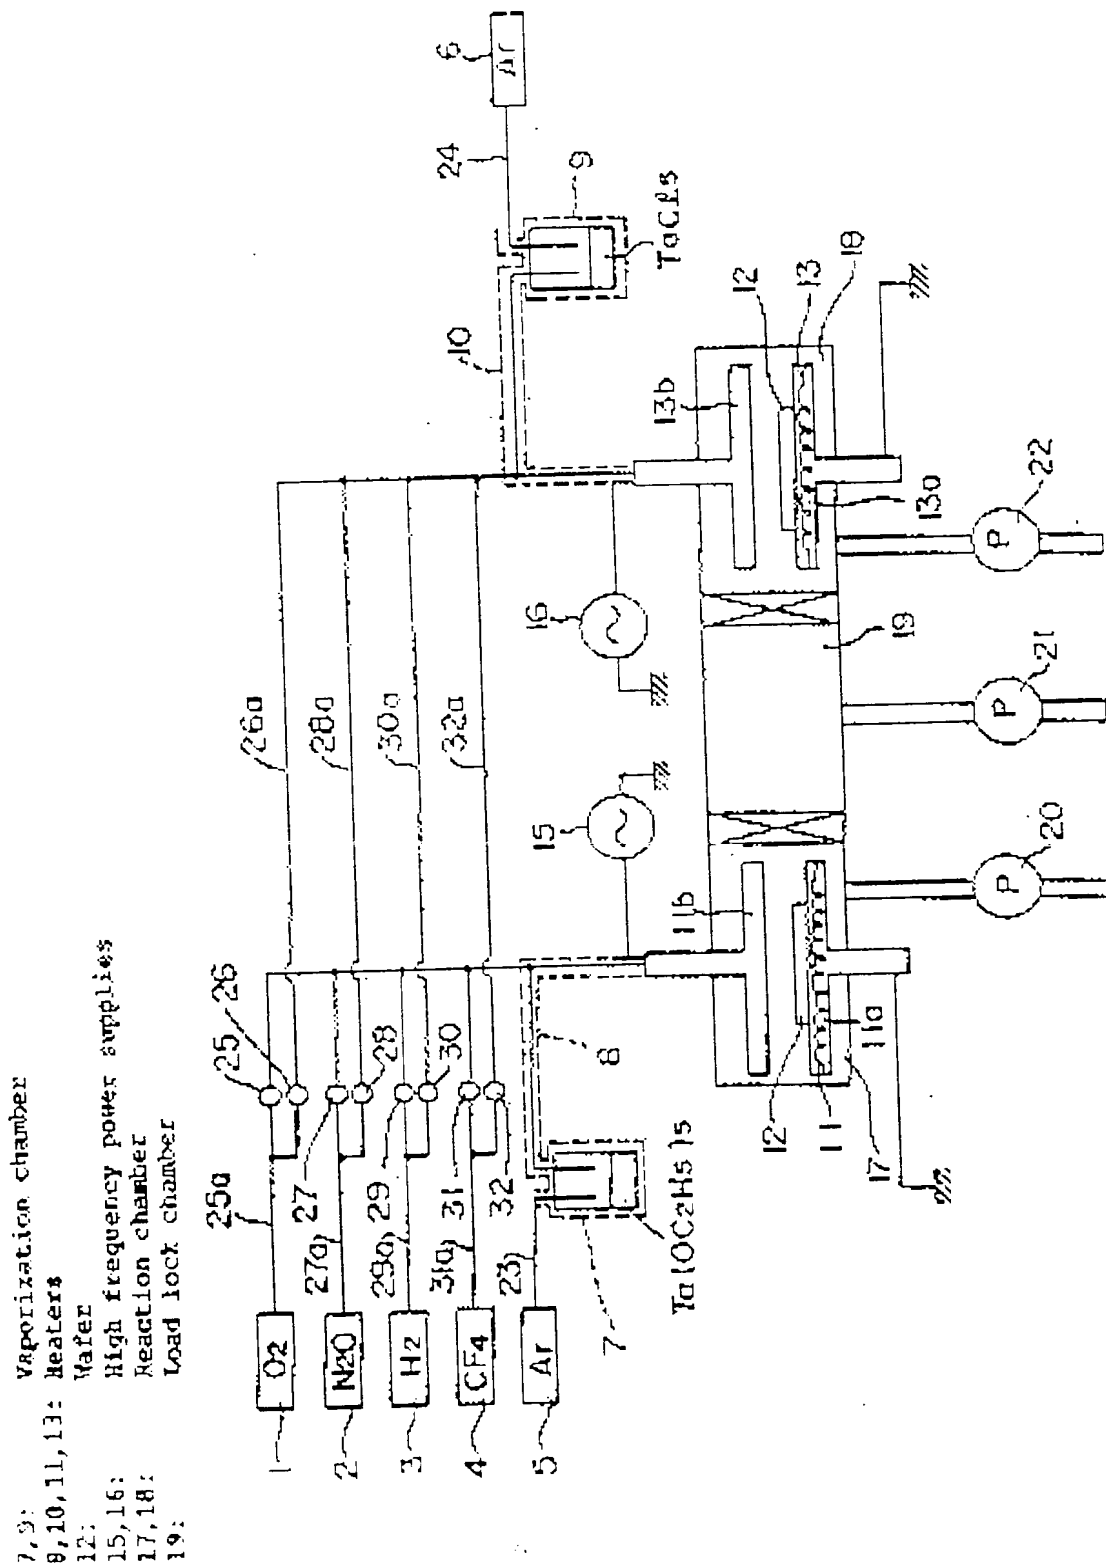 7,9: Vaporization chamber
8,10,11,13: Heaters
12: Wafer
15,16: High frequency power supplies
17,18: Reaction chamber
19: Load lock chamber
1
O2
25a
25
26
26a
2
N2O
27a
27
28
28a
3
H2
29a
29
30
30a
4
CF4
31a
31
32
32a
5
Ar
23
7
Ta(OC2H5)5
8
15
16
10
24
6
Ar
9
TaCl5
11b
13b
12
11
11a
17
12
13
13a
18
19
P
20
P
21
P
22